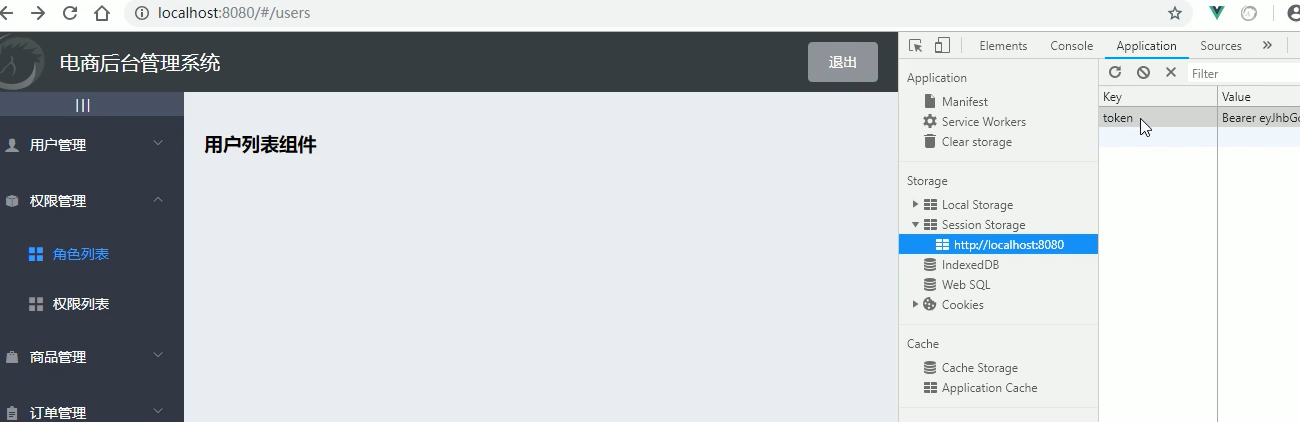 localhost:8080/#/users
电商后台管理系统
退出
|||
用户管理
权限管理
角色列表
权限列表
商品管理
订单管理
用户列表组件
Elements Console Application Sources »
Application
Manifest
Service Workers
Clear storage
Storage
Local Storage
Session Storage
http://localhost:8080
IndexedDB
Web SQL
Cookies
Cache
Cache Storage
Application Cache
Filter
Key Value
token Bearer eyJhbG